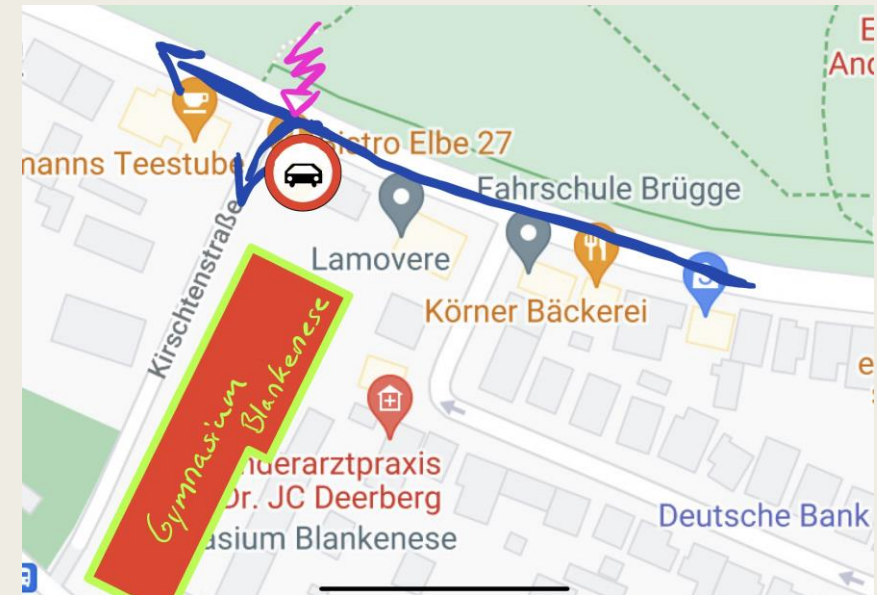 E
And
Bistro Elbe 27
manns Teestube
Fahrschule Brügge
Lamovere
Körner Bäckerei
Kirschtenstraße
Gymnasium
Blankenese
nderarztpraxis
Dr. JC Deerberg
asium Blankenese
Deutsche Bank
e